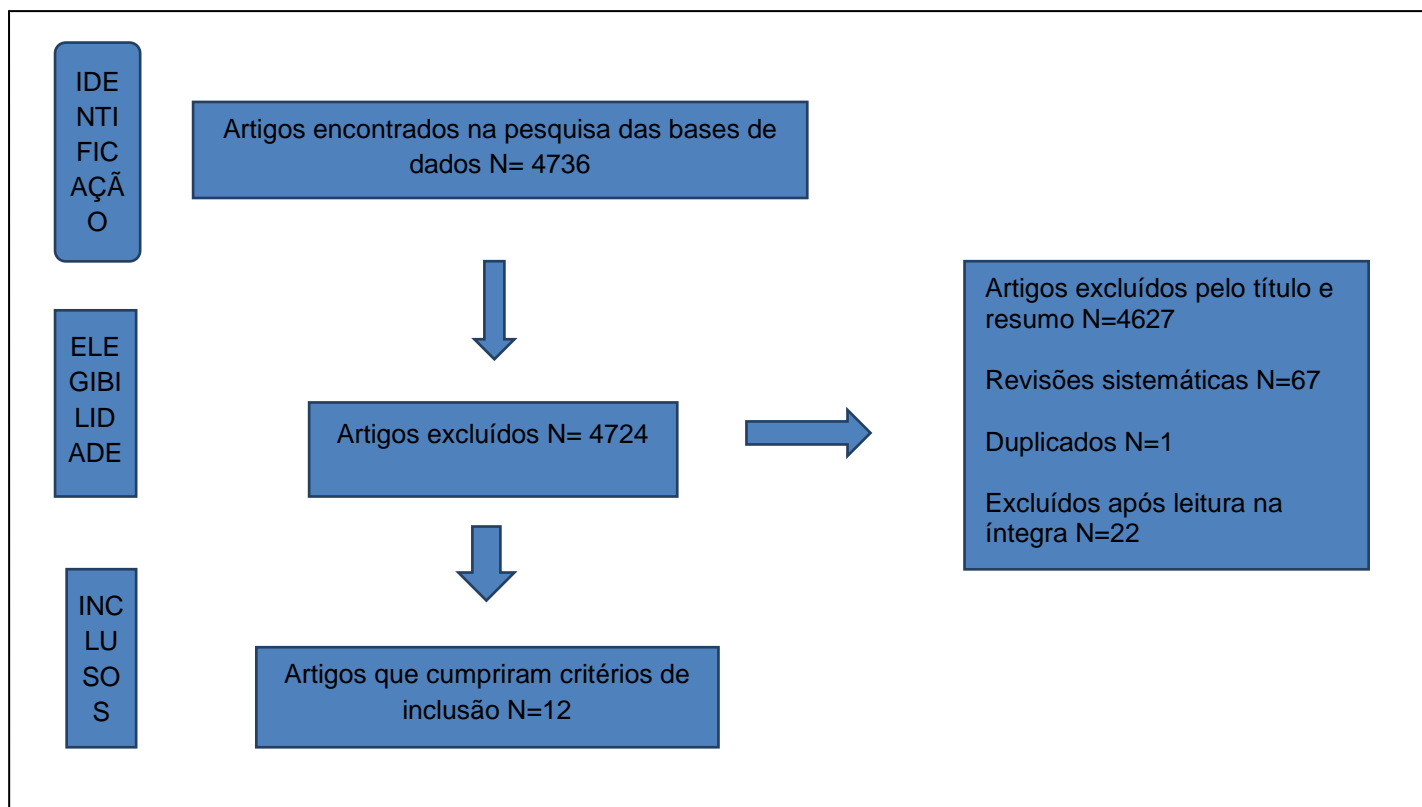 IDE
NTI
FIC
AÇÃ
O
Artigos encontrados na pesquisa das bases de
dados N= 4736
ELE
GIBI
LID
ADE
Artigos excluídos N= 4724
Artigos excluídos pelo título e
resumo N=4627
Revisões sistemáticas N=67
Duplicados N=1
Excluídos após leitura na
íntegra N=22
INC
LU
SO
S
Artigos que cumpriram critérios de
inclusão N=12